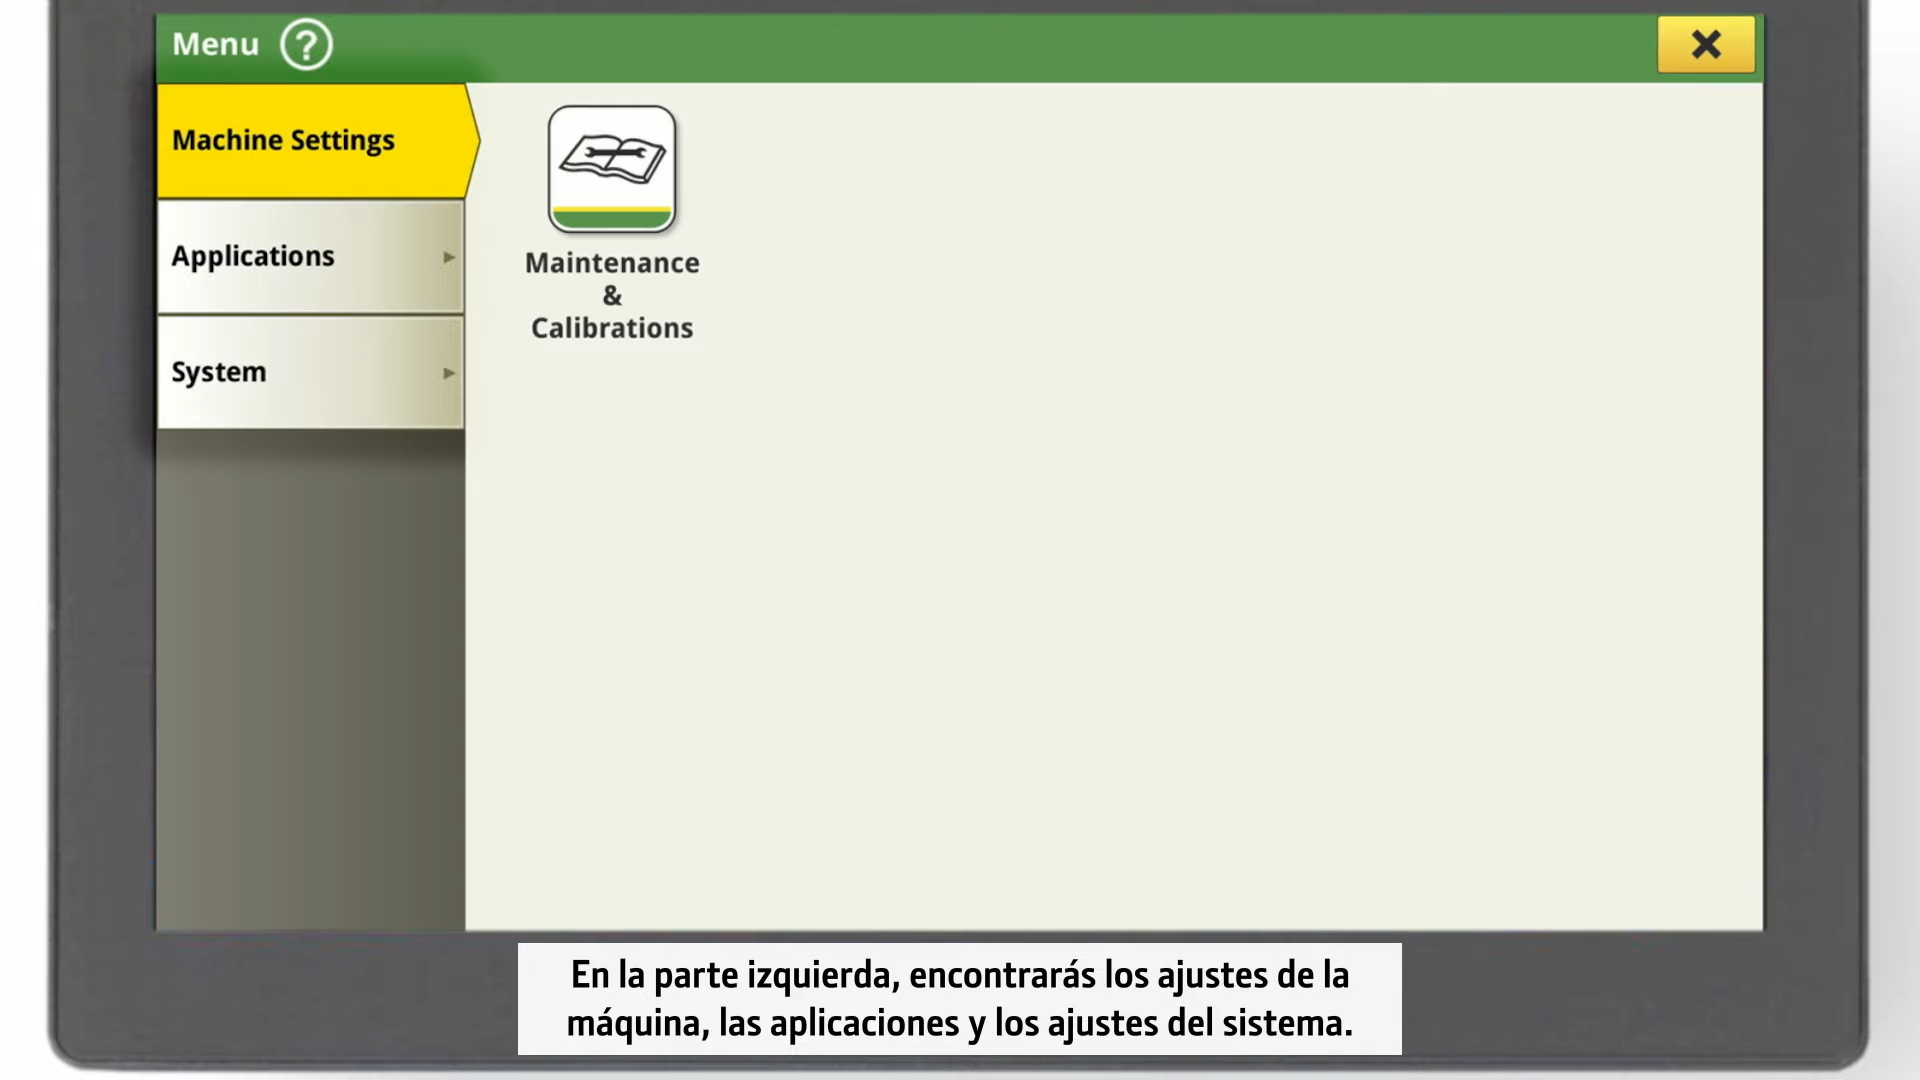 Menu ?
Machine Settings
Applications
System
Maintenance
&
Calibrations
En la parte izquierda, encontrarás los ajustes de la
máquina, las aplicaciones y los ajustes del sistema.